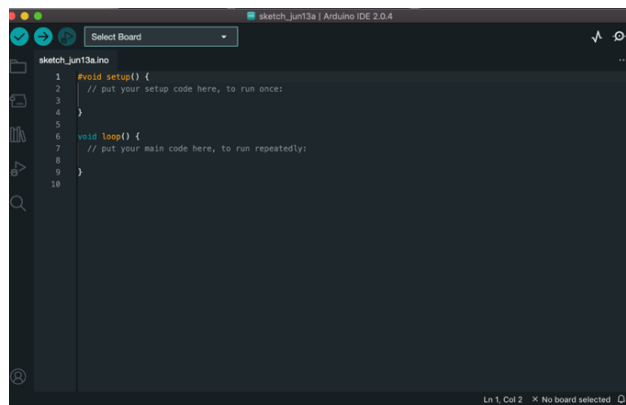 sketch_jun13a | Arduino IDE 2.0.4
Select Board
sketch_jun13a.ino
1 #void setup() {
2 // put your setup code here, to run once:
3
4 }
5
6 void loop() {
7 // put your main code here, to run repeatedly:
8
9 }
10
Ln 1, Col 2 × No board selected